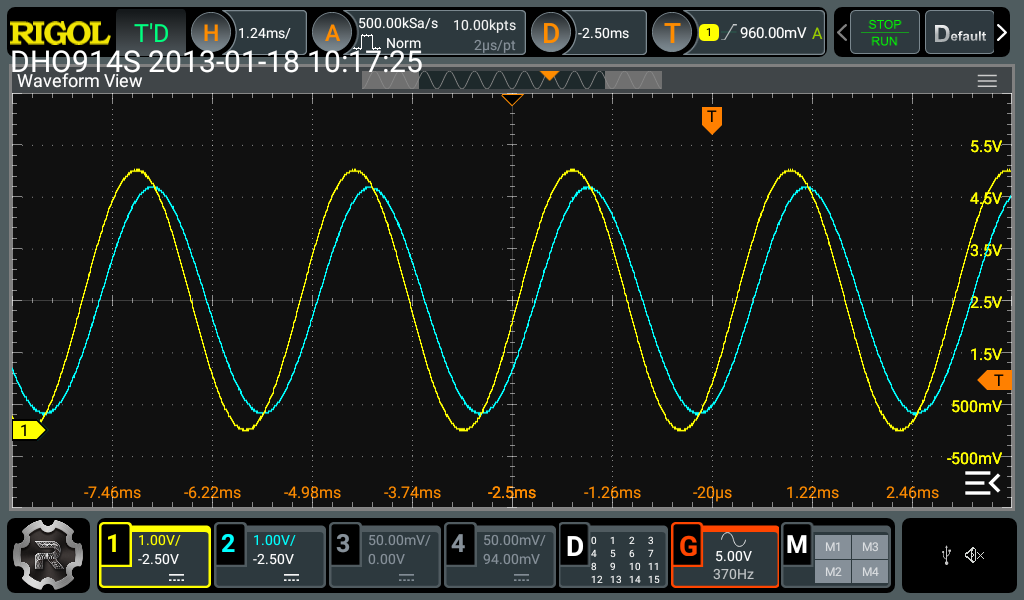 RIGOL T'D H 1.24ms/ A 500.00kSa/s 10.00kpts D -2.50ms T 1 960.00mV A STOP Default
Norm 2µs/pt RUN
DHO914S 2013-01-18 10:17:25
Waveform View
T
5.5V
4.5V
3.5V
2.5V
1.5V
T
500mV
1
-500mV
-7.46ms -6.22ms -4.98ms -3.74ms -2.5ms -1.26ms -20µs 1.22ms 2.46ms
1 1.00V/ 2 1.00V/ 3 50.00mV/ 4 50.00mV/ D 0 1 2 3 G M M1 M3
-2.50V -2.50V 0.00V 94.00mV 4 5 6 7 5.00V
8 9 10 11 370Hz M2 M4
12 13 14 15
R